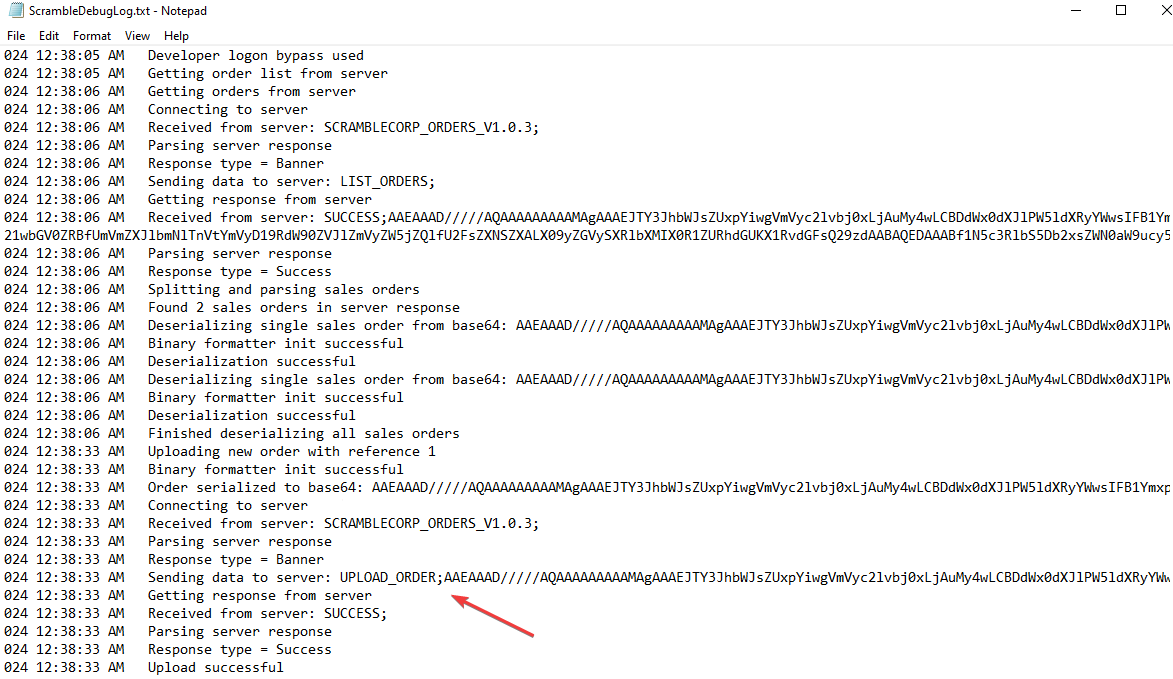 ScrambleDebugLog.txt - Notepad
File Edit Format View Help
024 12:38:05 AM Developer logon bypass used
024 12:38:05 AM Getting order list from server
024 12:38:06 AM Getting orders from server
024 12:38:06 AM Connecting to server
024 12:38:06 AM Received from server: SCRAMBLECORP_ORDERS_V1.0.3;
024 12:38:06 AM Parsing server response
024 12:38:06 AM Response type = Banner
024 12:38:06 AM Sending data to server: LIST_ORDERS;
024 12:38:06 AM Getting response from server
024 12:38:06 AM Received from server: SUCCESS;AAEAAAD/////AQAAAAAAAAAMAgAAAEJTY3JhbWJsZUxpYiwgVmVyc2lvbj0xLjAuMy4wLCBDdWx0dXJlPW5ldXRyYWwsIFB1Ym
21wbGV0ZRBfUmVmZXJlbmNlTnVtYmVyD19RdW90ZVJlZmVyZW5jZQlfU2FsZXNSZXALX09yZGVySXRlbXMIX0R1ZURhdGUKX1RvdGFsQ29zdAABAQEDAAABf1N5c3RlbS5Db2xsZWN0aW9ucy5
024 12:38:06 AM Parsing server response
024 12:38:06 AM Response type = Success
024 12:38:06 AM Splitting and parsing sales orders
024 12:38:06 AM Found 2 sales orders in server response
024 12:38:06 AM Deserializing single sales order from base64: AAEAAAD/////AQAAAAAAAAAMAgAAAEJTY3JhbWJsZUxpYiwgVmVyc2lvbj0xLjAuMy4wLCBDdWx0dXJlPW
024 12:38:06 AM Binary formatter init successful
024 12:38:06 AM Deserialization successful
024 12:38:06 AM Deserializing single sales order from base64: AAEAAAD/////AQAAAAAAAAAMAgAAAEJTY3JhbWJsZUxpYiwgVmVyc2lvbj0xLjAuMy4wLCBDdWx0dXJlPW
024 12:38:06 AM Binary formatter init successful
024 12:38:06 AM Deserialization successful
024 12:38:06 AM Finished deserializing all sales orders
024 12:38:33 AM Uploading new order with reference 1
024 12:38:33 AM Binary formatter init successful
024 12:38:33 AM Order serialized to base64: AAEAAAD/////AQAAAAAAAAAMAgAAAEJTY3JhbWJsZUxpYiwgVmVyc2lvbj0xLjAuMy4wLCBDdWx0dXJlPW5ldXRyYWwsIFB1Ymxp
024 12:38:33 AM Connecting to server
024 12:38:33 AM Received from server: SCRAMBLECORP_ORDERS_V1.0.3;
024 12:38:33 AM Parsing server response
024 12:38:33 AM Response type = Banner
024 12:38:33 AM Sending data to server: UPLOAD_ORDER;AAEAAAD/////AQAAAAAAAAAMAgAAAEJTY3JhbWJsZUxpYiwgVmVyc2lvbj0xLjAuMy4wLCBDdWx0dXJlPW5ldXRyYWw
024 12:38:33 AM Getting response from server
024 12:38:33 AM Received from server: SUCCESS;
024 12:38:33 AM Parsing server response
024 12:38:33 AM Response type = Success
024 12:38:33 AM Upload successful